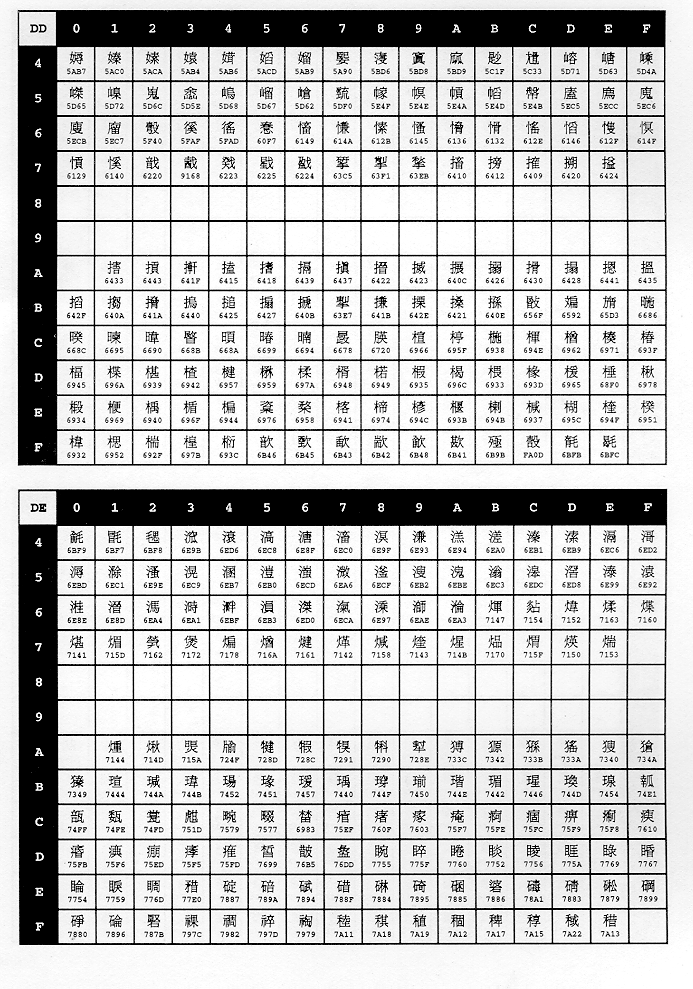 DD 0 1 2 3 4 5 6 7 8 9 A B C D E F
4 媷 嫀 嫊 媴 媶 嫍 媹 媐 寖 寘 寙 尟 尳 嵱 嵣 嵊
5AB7 5AC0 5ACA 5AB4 5AB6 5ACD 5AB9 5A90 5BD6 5BD8 5BD9 5C1F 5C33 5D71 5D63 5D4A
5 嵥 嵲 嵬 嵞 嵨 嵧 嵢 巰 幏 幎 幊 幍 幋 廅 廌 廆
5D65 5D72 5D6C 5D5E 5D68 5D67 5D62 5DF0 5E4F 5E4E 5E4A 5E4D 5E4B 5EC5 5ECC 5EC6
6 廋 廇 彀 徯 徭 惷 慉 慊 愫 慅 愶 愲 愮 慆 愯 慏
5ECB 5EC7 5F40 5FAF 5FAD 60F7 6149 614A 612B 6145 6136 6132 612E 6146 612F 614F
7 愩 慀 戠 酨 戣 戥 戤 揅 揱 揫 搐 搒 搉 搠 搤
6129 6140 6220 9168 6223 6225 6224 63C5 63F1 63EB 6410 6412 6409 6420 6424
8
9
A 搳 摃 搟 搕 搘 搹 搷 搢 搣 搌 搦 搰 搨 摁 搵
6433 6443 641F 6415 6418 6439 6437 6422 6423 640C 6426 6430 6428 6441 6435
B 搯 搊 搚 摀 搥 搧 搋 揧 搛 搮 搡 搎 敯 斒 旓 暆
642F 640A 641A 6440 6425 6427 640B 63E7 641B 642E 6421 640E 656F 6592 65D3 6686
C 暌 暕 暐 暋 暊 暙 暔 晸 朠 楦 楟 椸 楎 楢 楱 椿
668C 6695 6690 668B 668A 6699 6694 6678 6720 6966 695F 6938 694E 6962 6971 693F
D 楅 楪 椹 楂 楗 楙 楺 楈 楉 椵 楬 椳 椽 楥 棰 楸
6945 696A 6939 6942 6957 6959 697A 6948 6949 6935 696C 6933 693D 6965 68F0 6978
E 椴 楩 楀 楯 楄 楶 楘 楁 楴 楌 椻 楋 椷 楜 楏 楑
6934 6969 6940 696F 6944 6976 6958 6941 6974 694C 693B 694B 6937 695C 694F 6951
F 椲 楒 椯 楻 椼 歆 歅 歃 歂 歈 歁 殛 嗀 毻 毼
6932 6952 692F 697B 693C 6B46 6B45 6B43 6B42 6B48 6B41 6B9B FA0D 6BFB 6BFC
DE 0 1 2 3 4 5 6 7 8 9 A B C D E F
4 毹 毷 毸 溛 滖 滈 溏 滀 溟 溓 溔 溠 溱 溹 滆 滒
6BF9 6BF7 6BF8 6E9B 6ED6 6EC8 6E8F 6EC0 6E9F 6E93 6E94 6EA0 6EB1 6EB9 6EC6 6ED2
5 溽 滁 溞 滉 溷 溰 滍 溦 滏 溲 溾 滃 滜 滘 溙 溒
6EBD 6EC1 6E9E 6EC9 6EB7 6EB0 6ECD 6EA6 6ECF 6EB2 6EBE 6EC3 6EDC 6ED8 6E99 6E92
6 溎 溍 溤 溡 溿 溳 滐 滊 溗 溮 溣 煇 煔 煒 煣 煠
6E8E 6E8D 6EA4 6EA1 6EBF 6EB3 6ED0 6ECA 6E97 6EAE 6EA3 7147 7154 7152 7163 7160
7 煁 煝 煢 煲 煸 煪 煡 煂 煘 煃 煋 煰 煟 煐 煓
7141 715D 7162 7172 7178 716A 7161 7142 7158 7143 714B 7170 715F 7150 7153
8
9
A 煄 煍 煚 牏 犍 犌 犑 犐 犎 猼 獂 猻 猺 獀 獊
7144 714D 715A 724F 728D 728C 7291 7290 728E 733C 7342 733B 733A 7340 734A
B 獉 瑄 瑊 瑋 瑒 瑑 瑗 瑀 瑏 瑐 瑎 瑂 瑆 瑍 瑔 瓡
7349 7444 744A 744B 7452 7451 7457 7440 744F 7450 744E 7442 7446 744D 7454 74E1
C 瓿 瓾 瓽 甝 畹 畷 榃 痯 瘏 瘃 痷 痾 痼 痹 痸 瘐
74FF 74FE 74FD 751D 7579 7577 6983 75EF 760F 7603 75F7 75FE 75FC 75F9 75F8 7610
D 痻 痶 痭 痵 痽 皙 皵 盝 睕 睟 睠 睒 睖 睚 睩 睧
75FB 75F6 75ED 75F5 75FD 7699 76B5 76DD 7755 775F 7760 7752 7756 775A 7769 7767
E 睔 睙 睭 矠 碇 碚 碔 碏 碄 碕 碅 碆 碡 碃 硹 碙
7754 7759 776D 77E0 7887 789A 7894 788F 7884 7895 7885 7886 78A1 7883 7879 7899
F 碀 碖 硻 祼 禂 祽 祹 稑 稘 稙 稒 稗 稕 稢 稓
7880 7896 787B 797C 7982 797D 7979 7A11 7A18 7A19 7A12 7A17 7A15 7A22 7A13